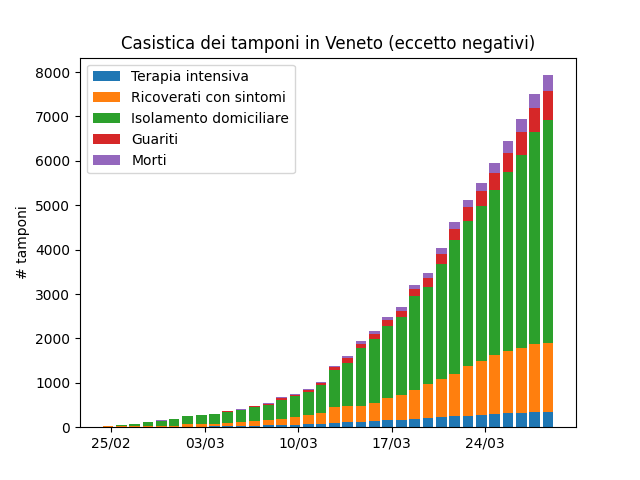 Casistica dei tamponi in Veneto (eccetto negativi)
Terapia intensiva
Ricoverati con sintomi
Isolamento domiciliare
Guariti
Morti
# tamponi
8000
7000
6000
5000
4000
3000
2000
1000
0
25/02 03/03 10/03 17/03 24/03